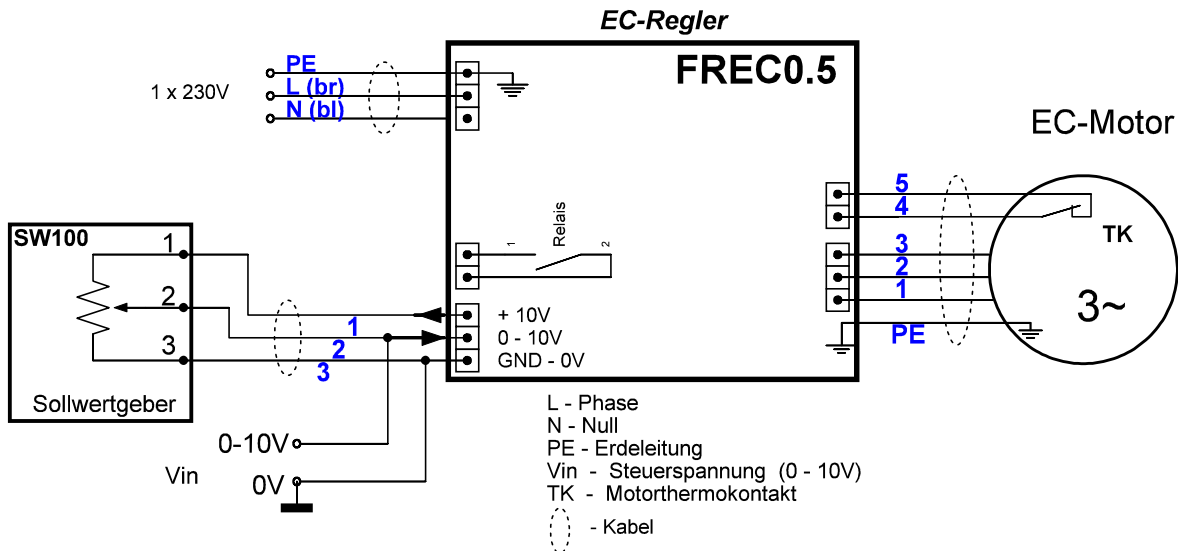 EC-Regler
FREC0.5
PE
L (br)
N (bl)
1 x 230V
EC-Motor
5
4
TK
3
2
1
3~
PE
Relais
1
2
SW100
1
2
3
Sollwertgeber
1
2
3
+ 10V
0 - 10V
GND - 0V
0-10V
Vin
0V
L - Phase
N - Null
PE - Erdeleitung
Vin - Steuerspannung (0 - 10V)
TK - Motorthermokontakt
- Kabel